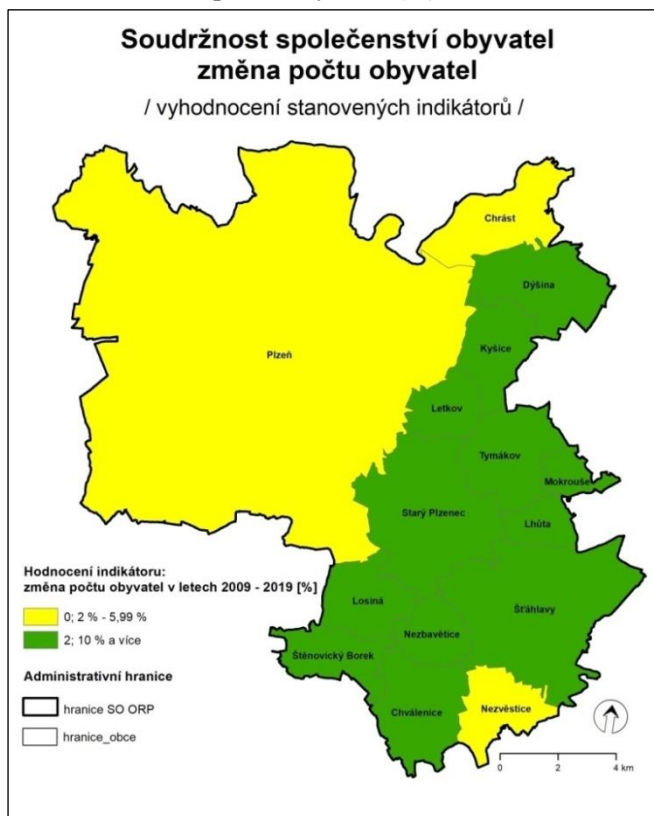 Soudržnost společenství obyvatel
změna počtu obyvatel
/ vyhodnocení stanovených indikátorů /
Chrást
Dýšina
Plzeň
Kyšice
Letkov
Tymákov
Mokrouše
Starý Plzenec
Lhůta
Hodnocení indikátoru:
změna počtu obyvatel v letech 2009 - 2019 [%]
0; 2 % - 5,99 %
2; 10 % a více
Losiná
Šťáhlavy
Nezbavětice
Štěnovický Borek
Administrativní hranice
hranice SO ORP
hranice_obce
Chválenice
Nezvěstice
0 2 4 km